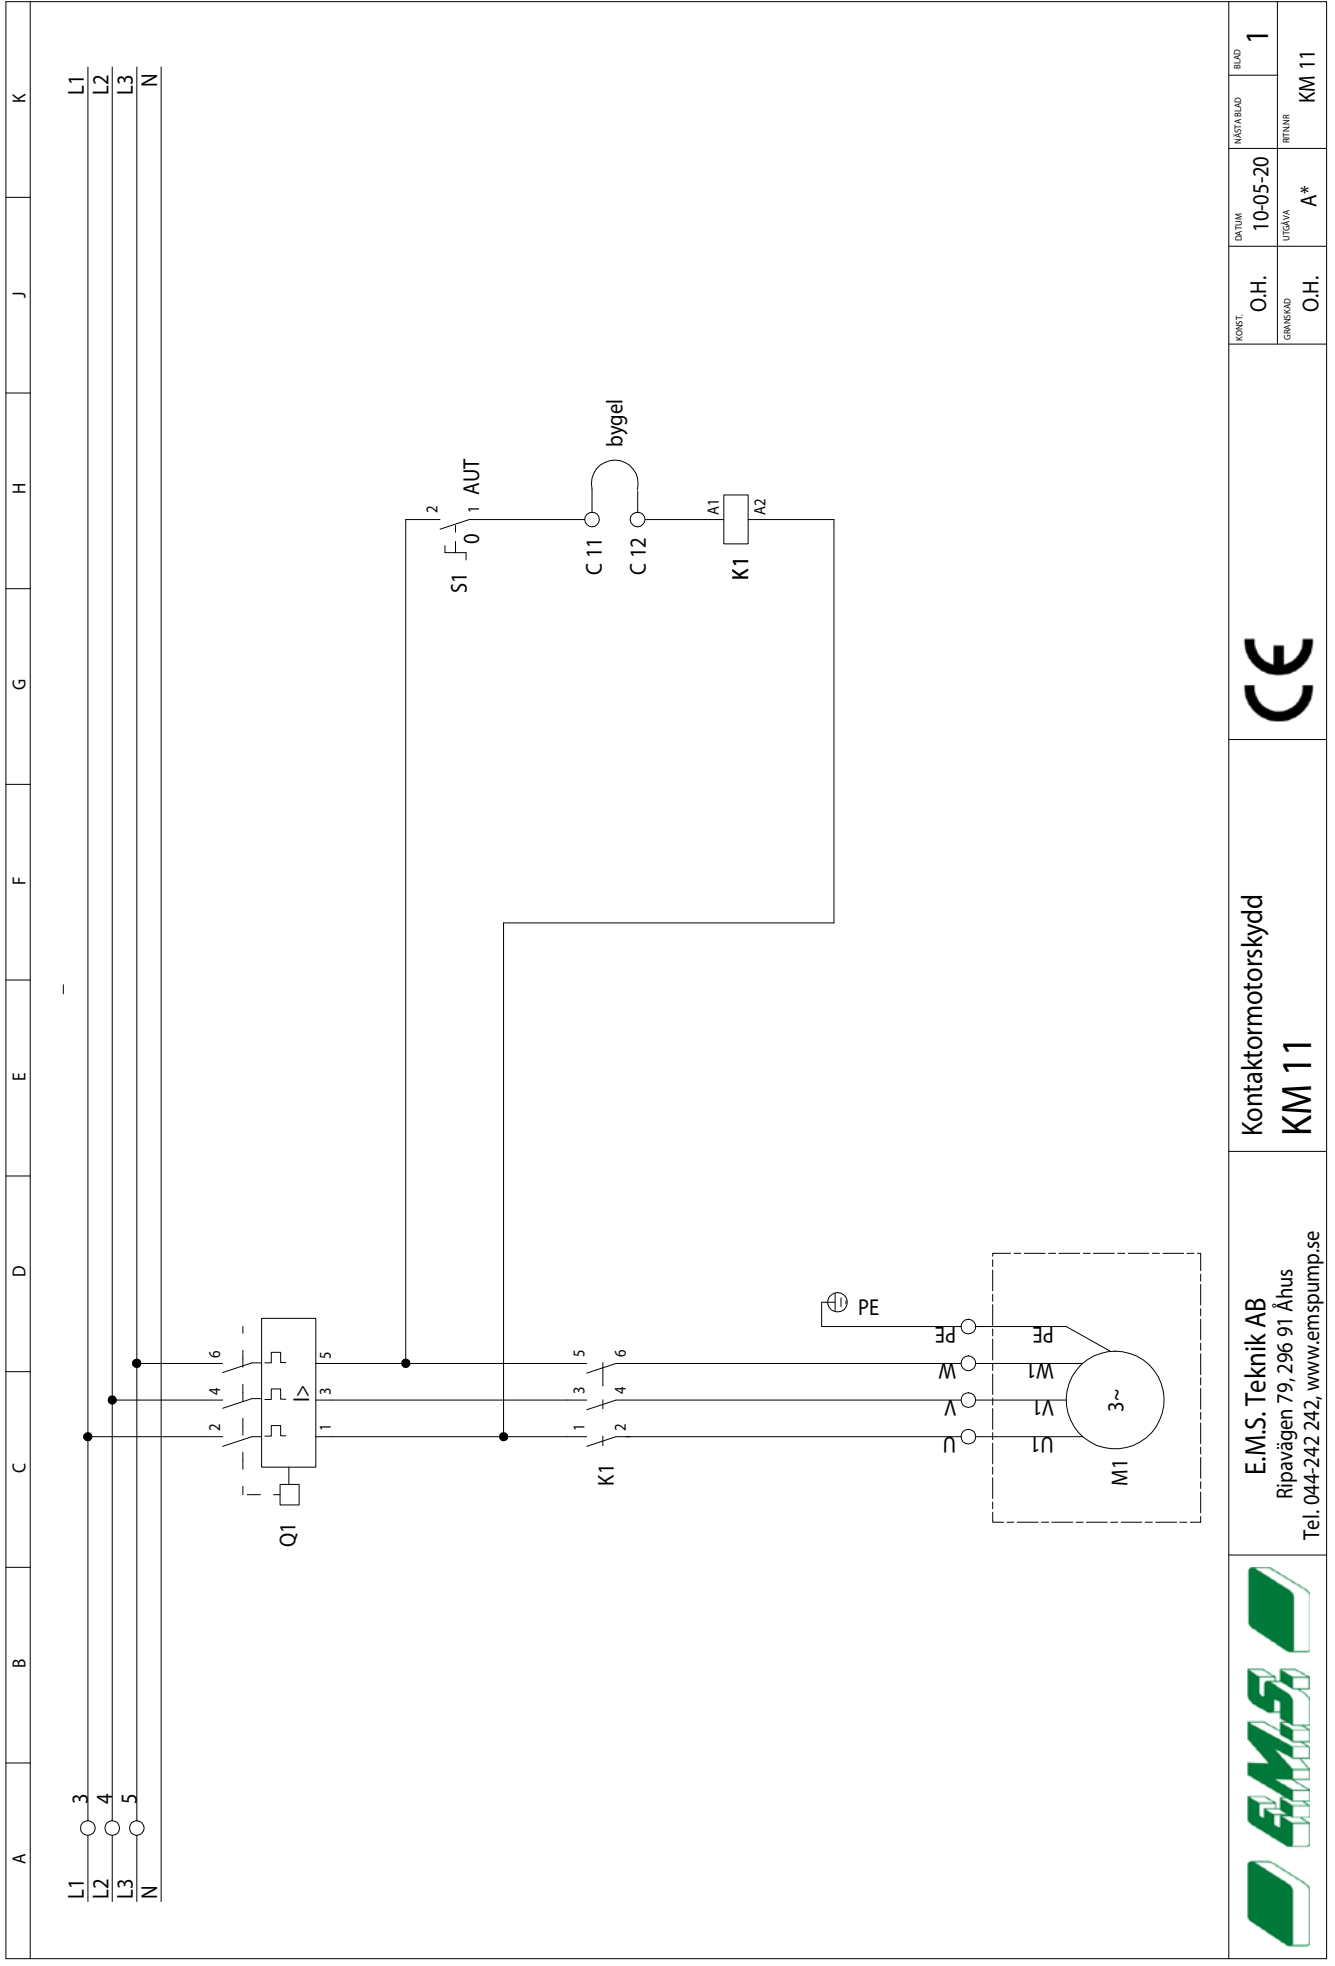 A B C D E F G H J K
L1 3 L1
L2 4 L2
L3 5 L3
N N
2 4 6
I>
Q1
1 3 5
2
S1 0 1 AUT
C 11
bygel
C 12
A1
K1
A2
1 3 5
K1
2 4 6
PE
U V W PE
U1 V1 W1 PE
3~
M1
E.M.S.
E.M.S. Teknik AB
Ripavägen 79, 296 91 Åhus
Tel. 044-242 242, www.emspump.se
Kontaktormotorskydd
KM 11
CE
KONST.
O.H.
DATUM
10-05-20
NÄSTA BLAD
BLAD
1
GRANSKAD
O.H.
UTGÅVA
A*
RITN.NR
KM 11